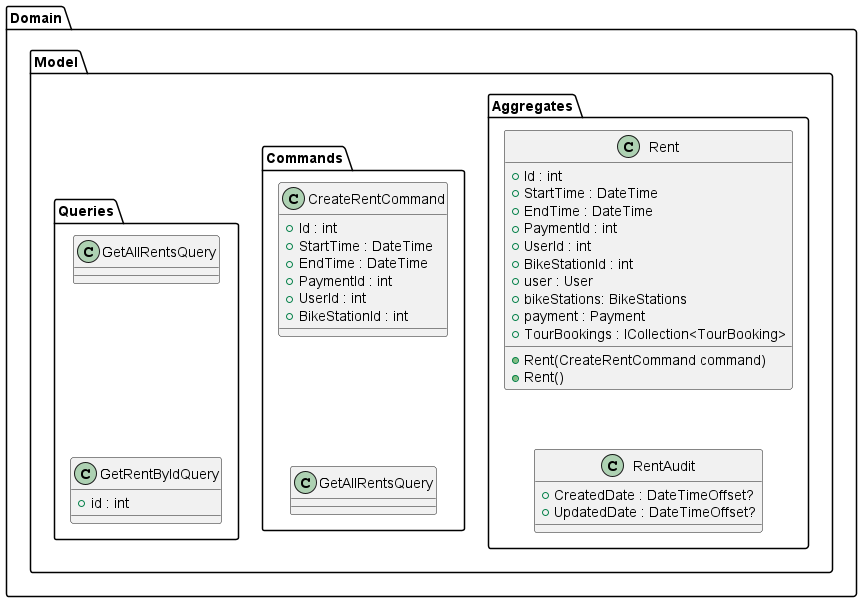 Domain
Model
Queries
C GetAllRentsQuery
C GetRentByIdQuery
id : int
Commands
C CreateRentCommand
Id : int
StartTime : DateTime
EndTime : DateTime
PaymentId : int
UserId : int
BikeStationId : int
C GetAllRentsQuery
Aggregates
C Rent
Id : int
StartTime : DateTime
EndTime : DateTime
PaymentId : int
UserId : int
BikeStationId : int
user : User
bikeStations: BikeStations
payment : Payment
TourBookings : ICollection<TourBooking>
Rent(CreateRentCommand command)
Rent()
C RentAudit
CreatedDate : DateTimeOffset?
UpdatedDate : DateTimeOffset?